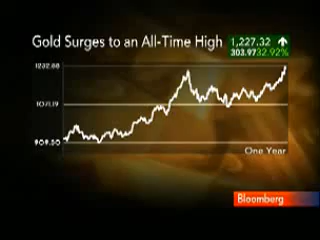 Gold Surges to an All-Time High
1,227.32
303.97 32.92%
1232.88
1071.19
909.50
One Year
Bloomberg